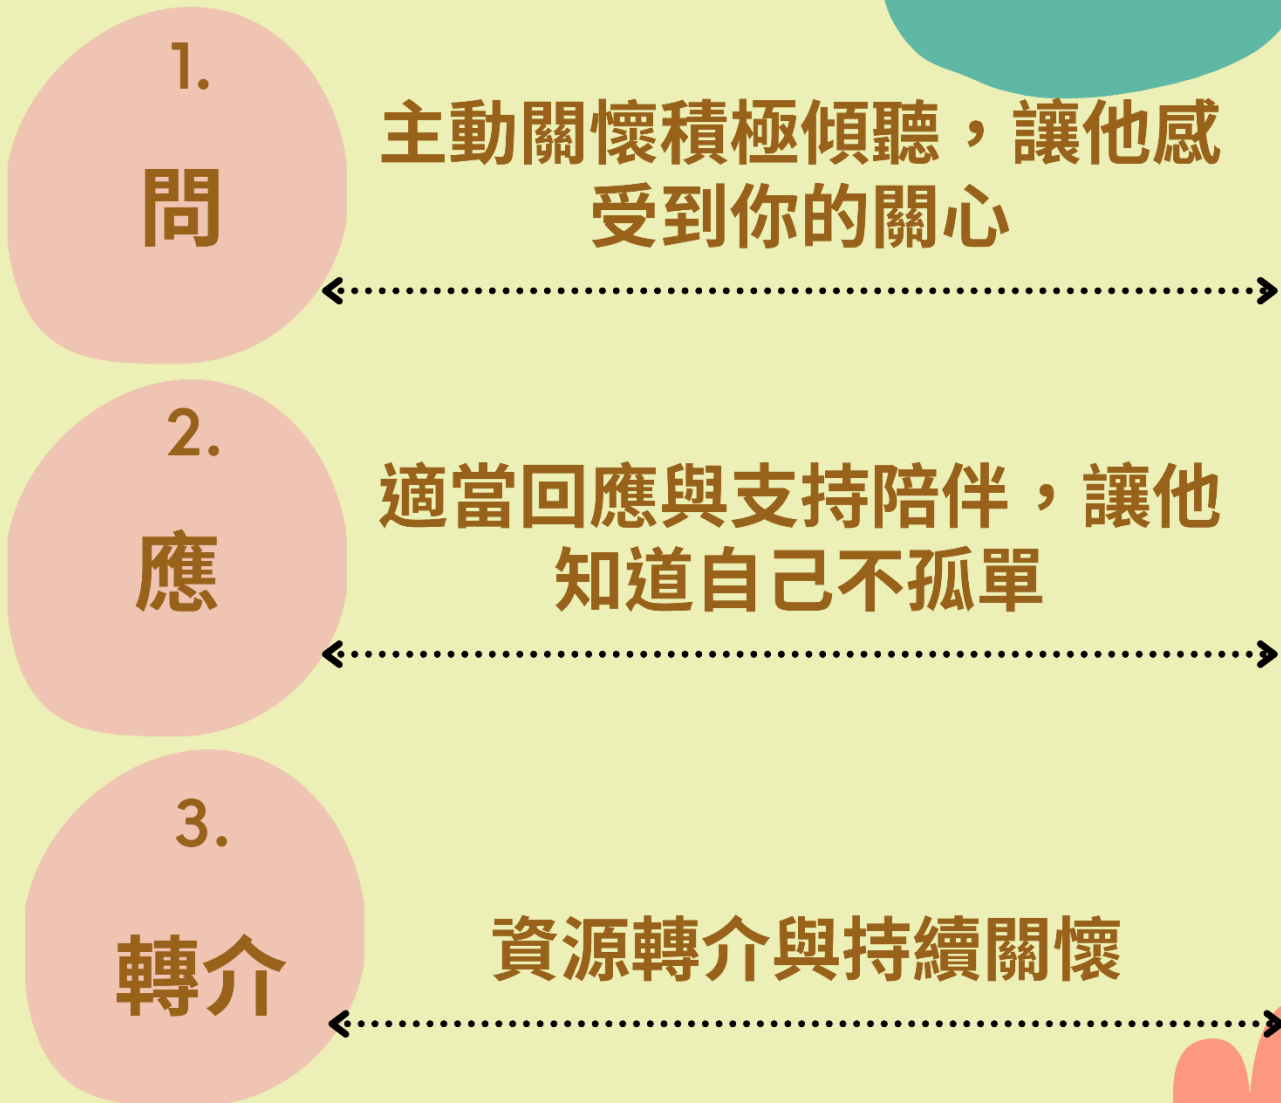 1.
問
主動關懷積極傾聽，讓他感
受到你的關心
2.
應
適當回應與支持陪伴，讓他
知道自己不孤單
3.
轉介
資源轉介與持續關懷